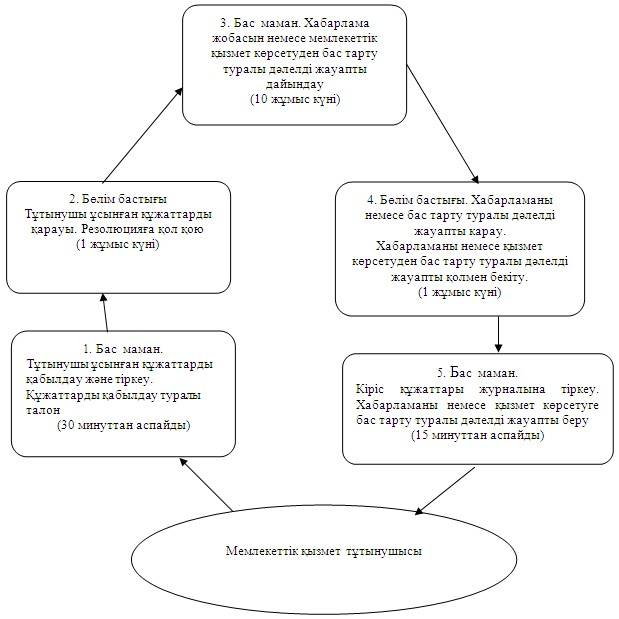 3. Бас маман. Хабарлама
жобасын немесе мемлекеттік
қызмет көрсетуден бас тарту
туралы дәлелді жауапты
дайындау
(10 жұмыс күні)
2. Бөлім бастығы
Тұтынушы ұсынған құжаттарды
қарауы. Резолюцияға қол қою
(1 жұмыс күні)
4. Бөлім бастығы. Хабарламаны
немесе бас тарту туралы дәлелді
жауапты карау.
Хабарламаны немесе қызмет
көрсетуден бас тарту туралы дәлелді
жауапты қолмен бекіту.
(1 жұмыс күні)
1. Бас маман.
Тұтынушы ұсынған құжаттарды
қабылдау және тіркеу.
Құжаттарды қабылдау туралы
талон
(30 минуттан аспайды)
5. Бас маман.
Кіріс құжаттары журналына тіркеу.
Хабарламаны немесе қызмет көрсетуге
бас тарту туралы дәлелді жауапты беру
(15 минуттан аспайды)
Мемлекеттік қызмет тұтынушысы